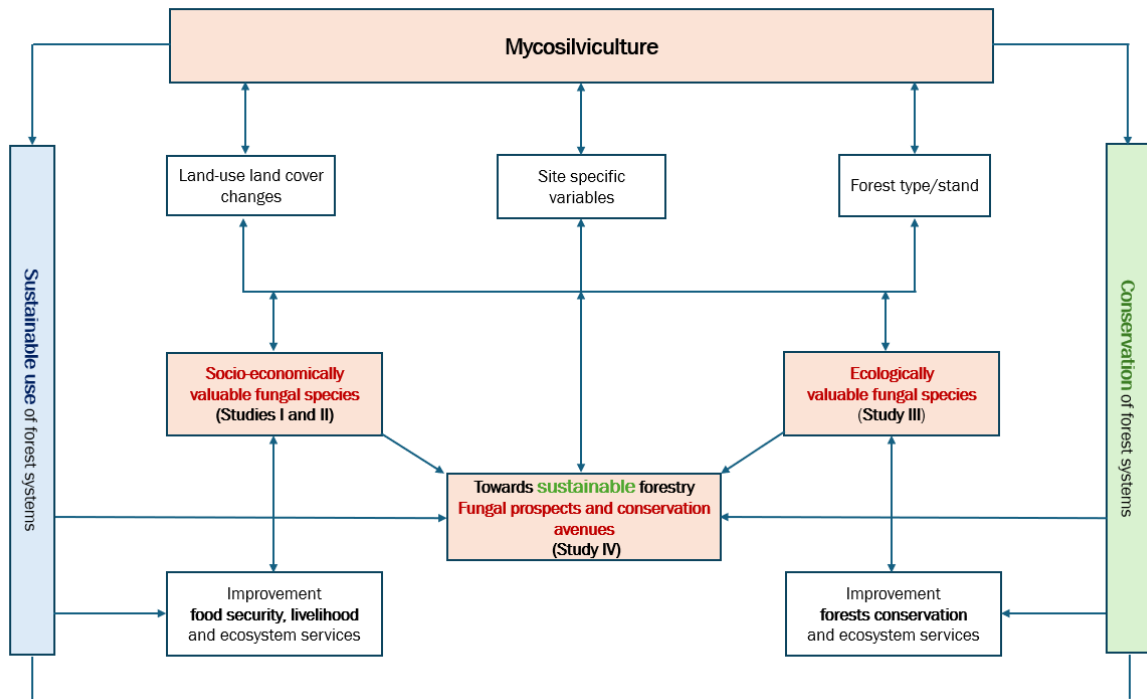 Mycosilviculture
Land-use land cover
changes
Site specific
variables
Forest type/stand
Sustainable use of forest systems
Conservation of forest systems
Socio-economically
valuable fungal species
(Studies I and II)
Ecologically
valuable fungal species
(Study III)
Towards sustainable forestry
Fungal prospects and conservation
avenues
(Study IV)
Improvement
food security, livelihood
and ecosystem services
Improvement
forests conservation
and ecosystem services